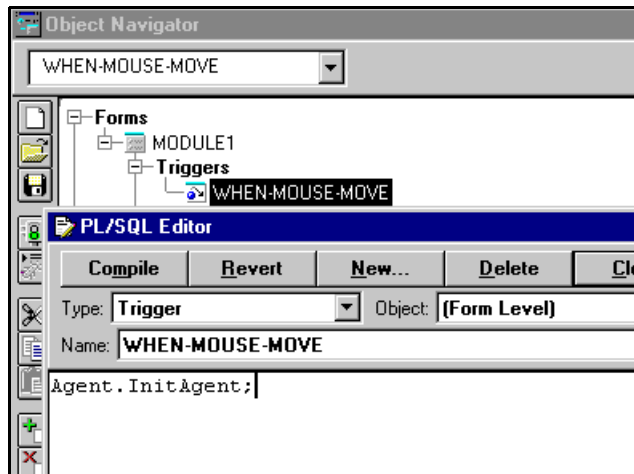 Object Navigator
WHEN-MOUSE-MOVE
Forms
MODULE1
Triggers
WHEN-MOUSE-MOVE
PL/SQL Editor
Compile Revert New... Delete Cl
Type: Trigger Object: (Form Level)
Name: WHEN-MOUSE-MOVE
Agent.InitAgent;